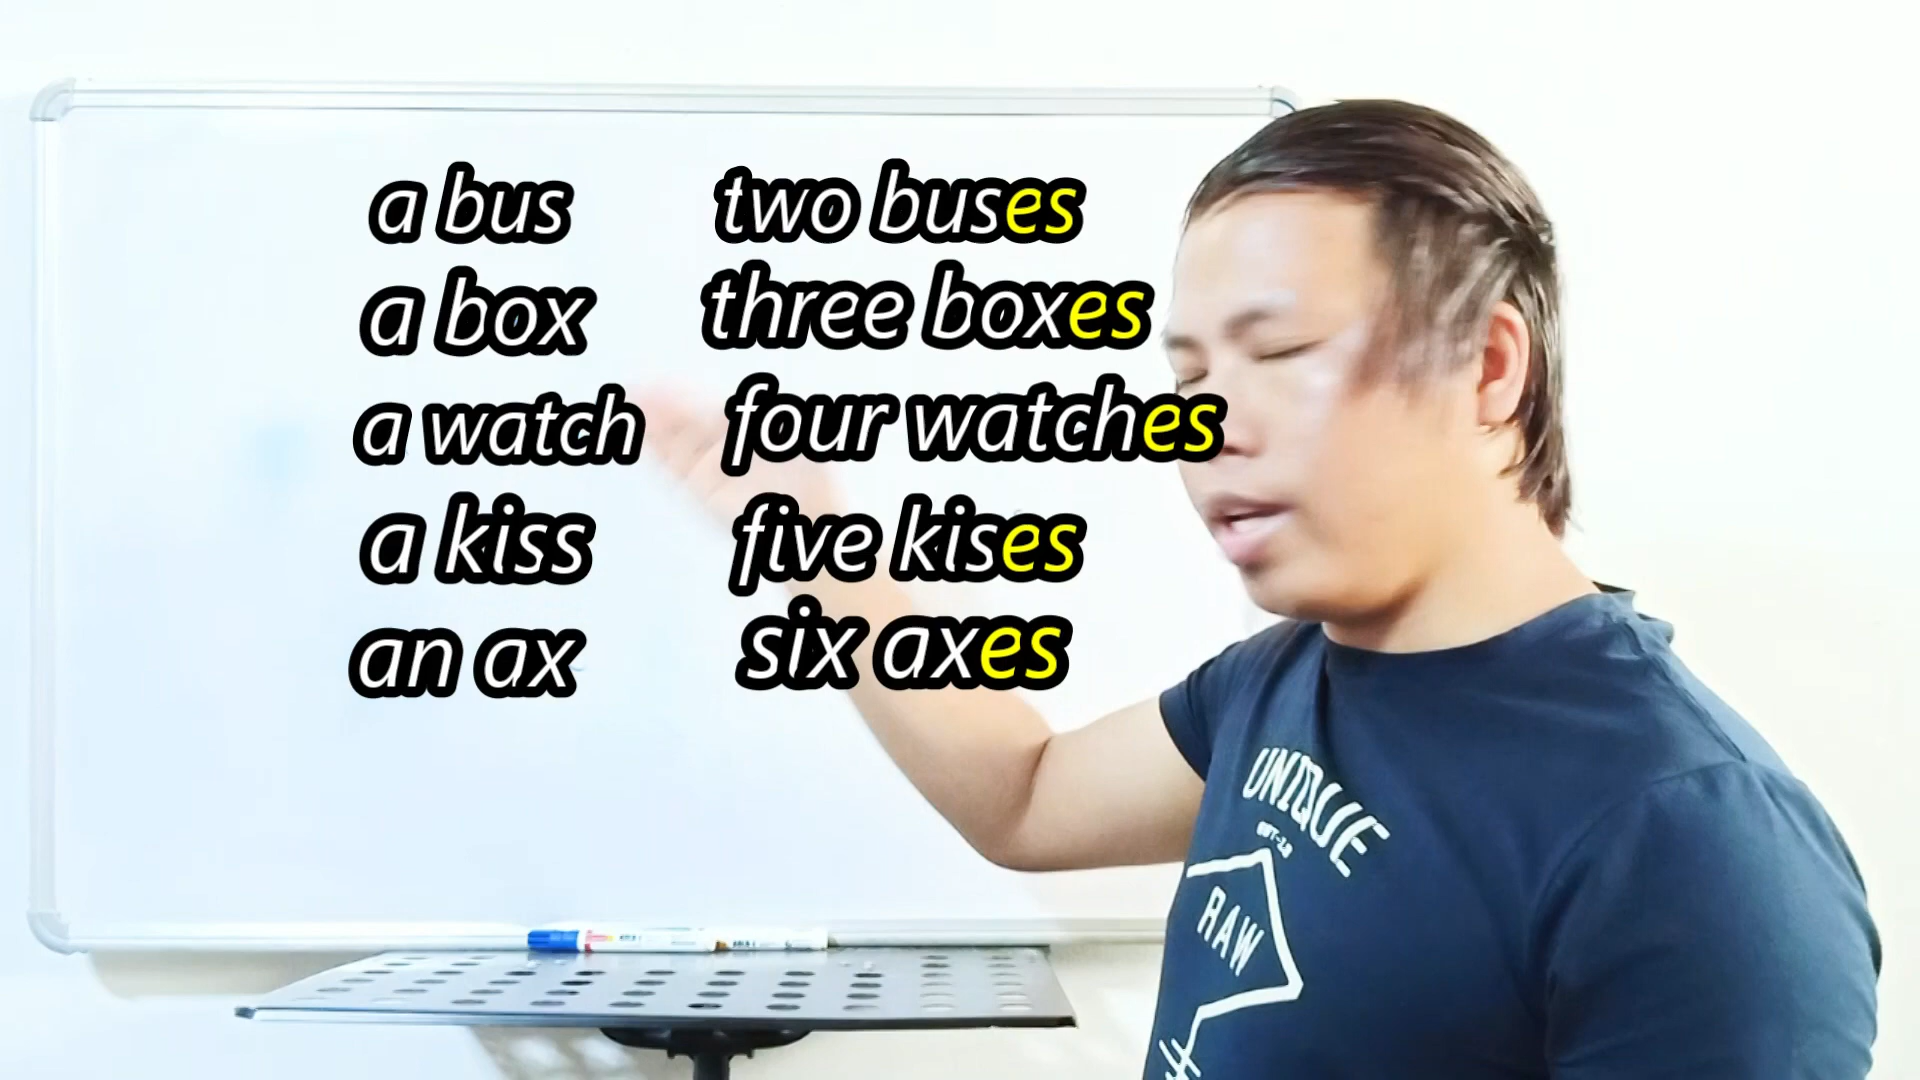 a bus two buses
a box three boxes
a watch four watches
a kiss five kises
an ax six axes
UNIQUE
RAW